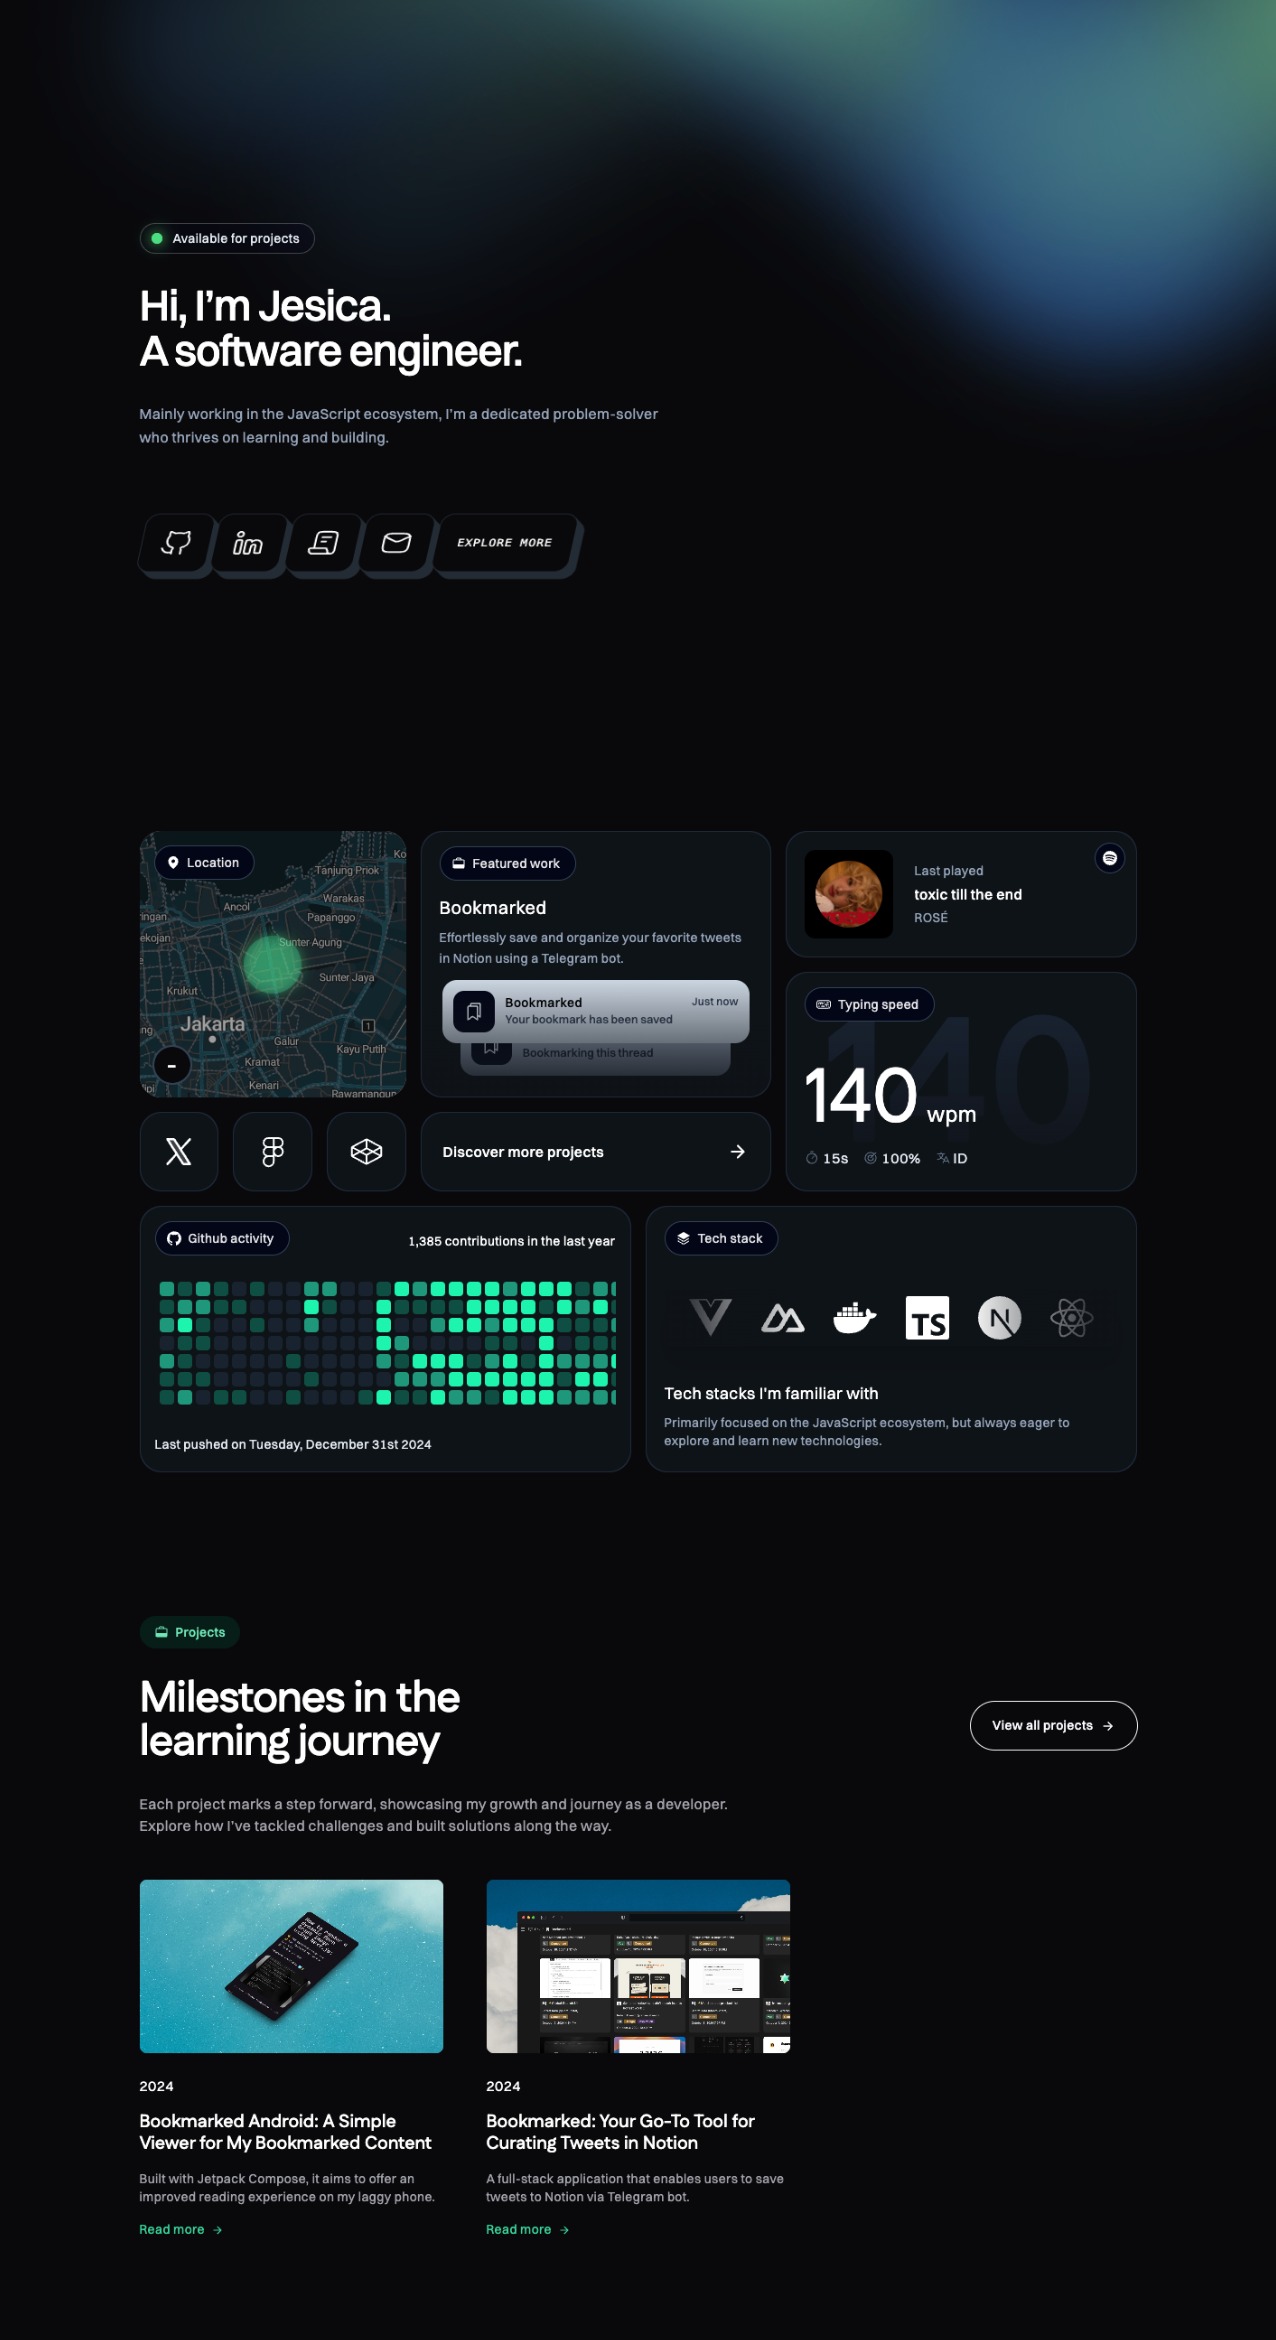 Available for projects
Hi, I’m Jesica.
A software engineer.
Mainly working in the JavaScript ecosystem, I’m a dedicated problem-solver
who thrives on learning and building.
in
EXPLORE MORE
Location
Ko
Tanjung Priok
Warakas
Ancol
Papanggo
ringan
ekojan
Sunter Agung
Sunter Jaya
Krukut
Jakarta
ng
1
Galur
Kayu Putih
Kramat
Kenari
lipi
Rawamangun
-
Featured work
Bookmarked
Effortlessly save and organize your favorite tweets
in Notion using a Telegram bot.
Bookmarked
Just now
Your bookmark has been saved
Bookmarking this thread
Last played
toxic till the end
ROSÉ
Typing speed
140
140 wpm
15s 100% ID
Discover more projects
Github activity
1,385 contributions in the last year
Last pushed on Tuesday, December 31st 2024
Tech stack
TS
N
Tech stacks I'm familiar with
Primarily focused on the JavaScript ecosystem, but always eager to
explore and learn new technologies.
Projects
Milestones in the
learning journey
View all projects
Each project marks a step forward, showcasing my growth and journey as a developer.
Explore how I’ve tackled challenges and built solutions along the way.
2024
Bookmarked Android: A Simple
Viewer for My Bookmarked Content
Built with Jetpack Compose, it aims to offer an
improved reading experience on my laggy phone.
Read more
2024
Bookmarked: Your Go-To Tool for
Curating Tweets in Notion
A full-stack application that enables users to save
tweets to Notion via Telegram bot.
Read more